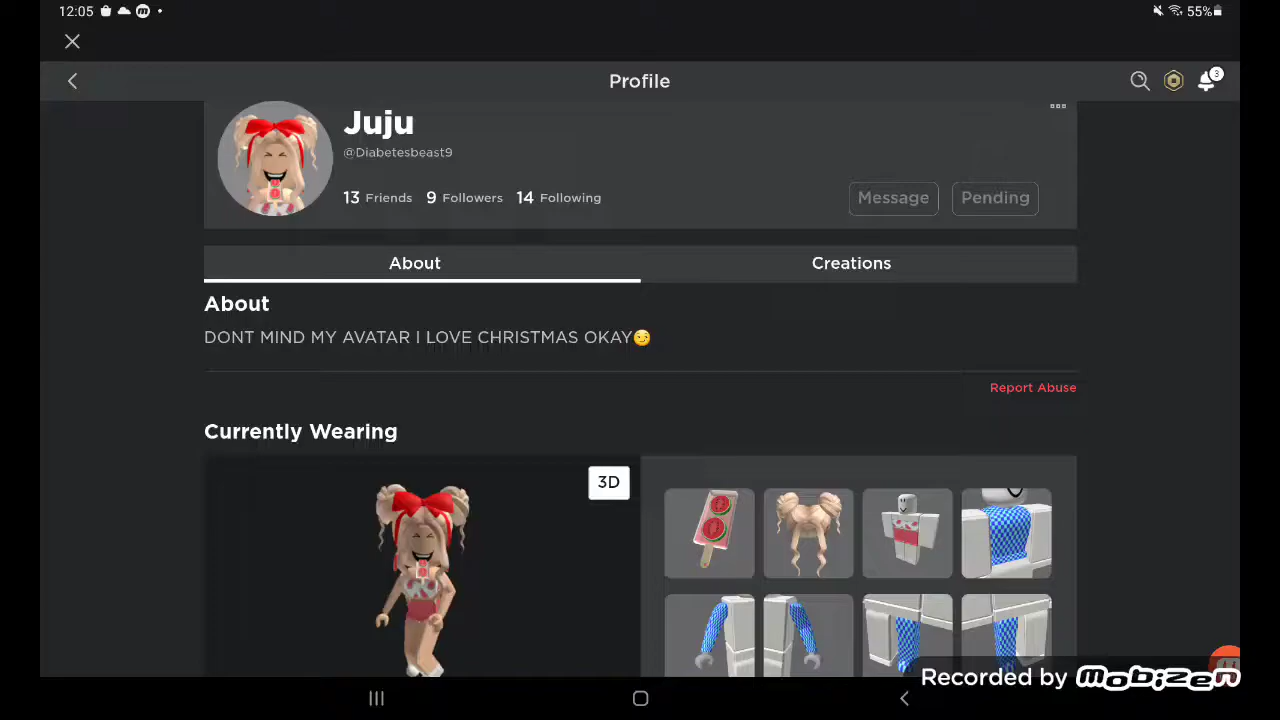 12:05
55%
Profile
3
Juju
@Diabetesbeast9
13 Friends 9 Followers 14 Following
Message
Pending
About
Creations
About
DONT MIND MY AVATAR I LOVE CHRISTMAS OKAY😏
Report Abuse
Currently Wearing
3D
Recorded by mobizen